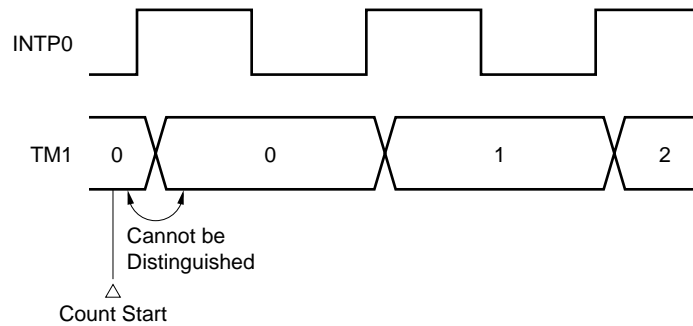 INTP0
TM1 0 0 1 2
Cannot be
Distinguished
Count Start